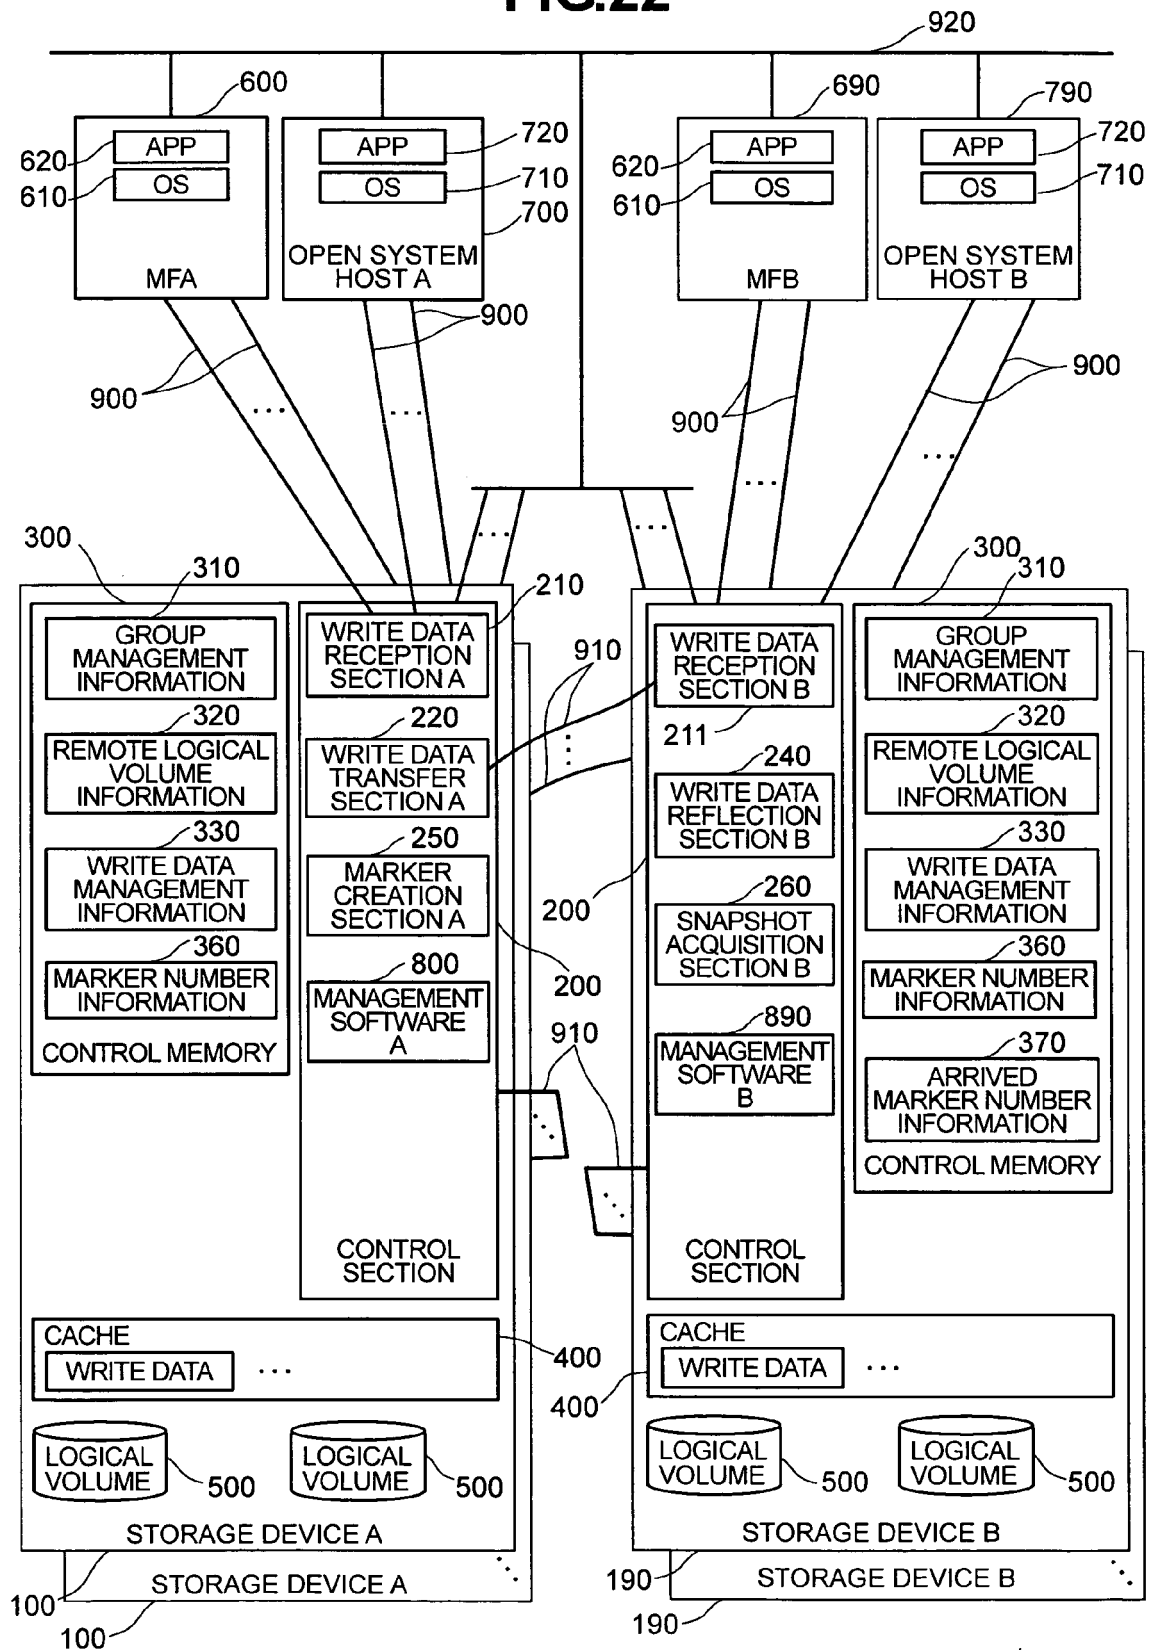 FIG.22
920
600
690
790
APP
720
620
OS
710
610
700
MFA
OPEN SYSTEM
HOST A
APP
OS
620
APP
610
OS
MFB
APP
720
OS
710
OPEN SYSTEM
HOST B
900
900
900
900
300
310
GROUP
MANAGEMENT
INFORMATION
320
REMOTE LOGICAL
VOLUME
INFORMATION
330
WRITE DATA
MANAGEMENT
INFORMATION
360
MARKER NUMBER
INFORMATION
CONTROL MEMORY
210
WRITE DATA
RECEPTION
SECTION A
220
WRITE DATA
TRANSFER
SECTION A
250
MARKER
CREATION
SECTION A
200
800
MANAGEMENT
SOFTWARE
A
CONTROL
SECTION
910
910
910
WRITE DATA
RECEPTION
SECTION B
211
240
WRITE DATA
REFLECTION
SECTION B
200
260
SNAPSHOT
ACQUISITION
SECTION B
890
MANAGEMENT
SOFTWARE
B
CONTROL
SECTION
300
310
GROUP
MANAGEMENT
INFORMATION
320
REMOTE LOGICAL
VOLUME
INFORMATION
330
WRITE DATA
MANAGEMENT
INFORMATION
360
MARKER NUMBER
INFORMATION
370
ARRIVED
MARKER NUMBER
INFORMATION
CONTROL MEMORY
CACHE
WRITE DATA
400
LOGICAL
VOLUME
500
LOGICAL
VOLUME
500
STORAGE DEVICE A
STORAGE DEVICE A
100
100
CACHE
WRITE DATA
400
LOGICAL
VOLUME
500
LOGICAL
VOLUME
500
STORAGE DEVICE B
STORAGE DEVICE B
190
190